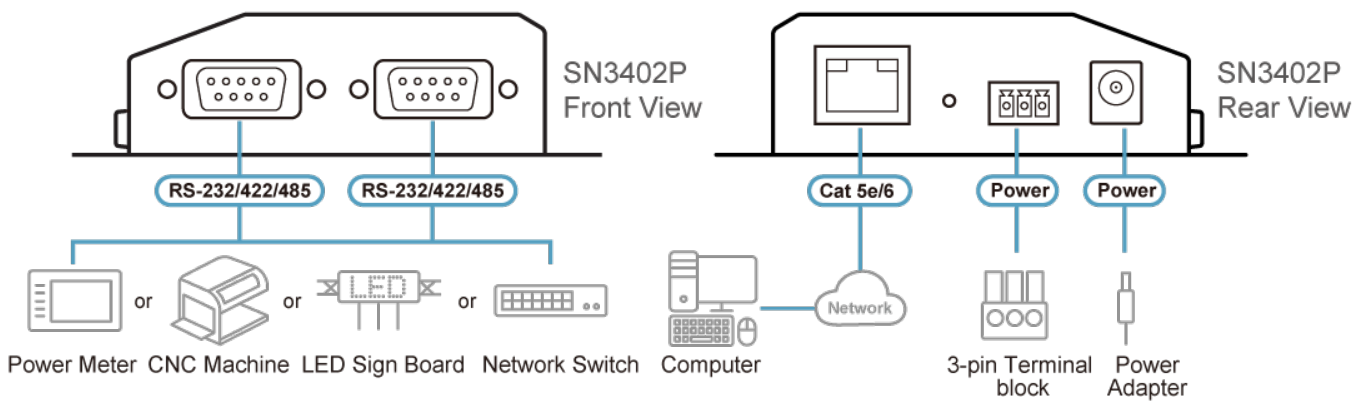 SN3402P
Front View
SN3402P
Rear View
RS-232/422/485
RS-232/422/485
Cat 5e/6
Power
Power
or
or
LED
or
Network
Power Meter
CNC Machine
LED Sign Board
Network Switch
Computer
3-pin Terminal
block
Power
Adapter